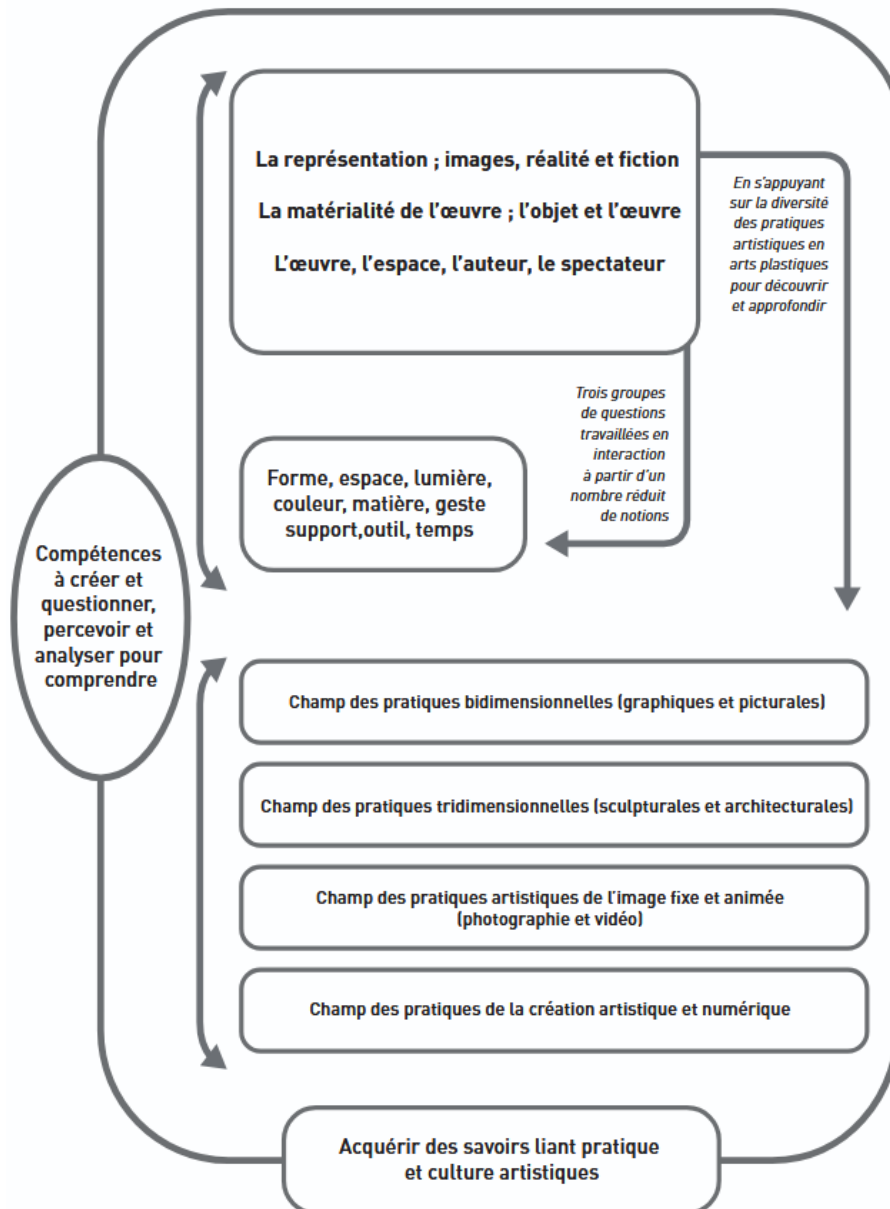 La représentation ; images, réalité et fiction
La matérialité de l'œuvre ; l'objet et l'œuvre
L'œuvre, l'espace, l'auteur, le spectateur
En s'appuyant
sur la diversité
des pratiques
artistiques en
arts plastiques
pour découvrir
et approfondir
Trois groupes
de questions
travaillées en
interaction
à partir d'un
nombre réduit
de notions
Forme, espace, lumière,
couleur, matière, geste
support,outil, temps
Compétences
à créer et
questionner,
percevoir et
analyser pour
comprendre
Champ des pratiques bidimensionnelles (graphiques et picturales)
Champ des pratiques tridimensionnelles (sculpturales et architecturales)
Champ des pratiques artistiques de l'image fixe et animée
(photographie et vidéo)
Champ des pratiques de la création artistique et numérique
Acquérir des savoirs liant pratique
et culture artistiques